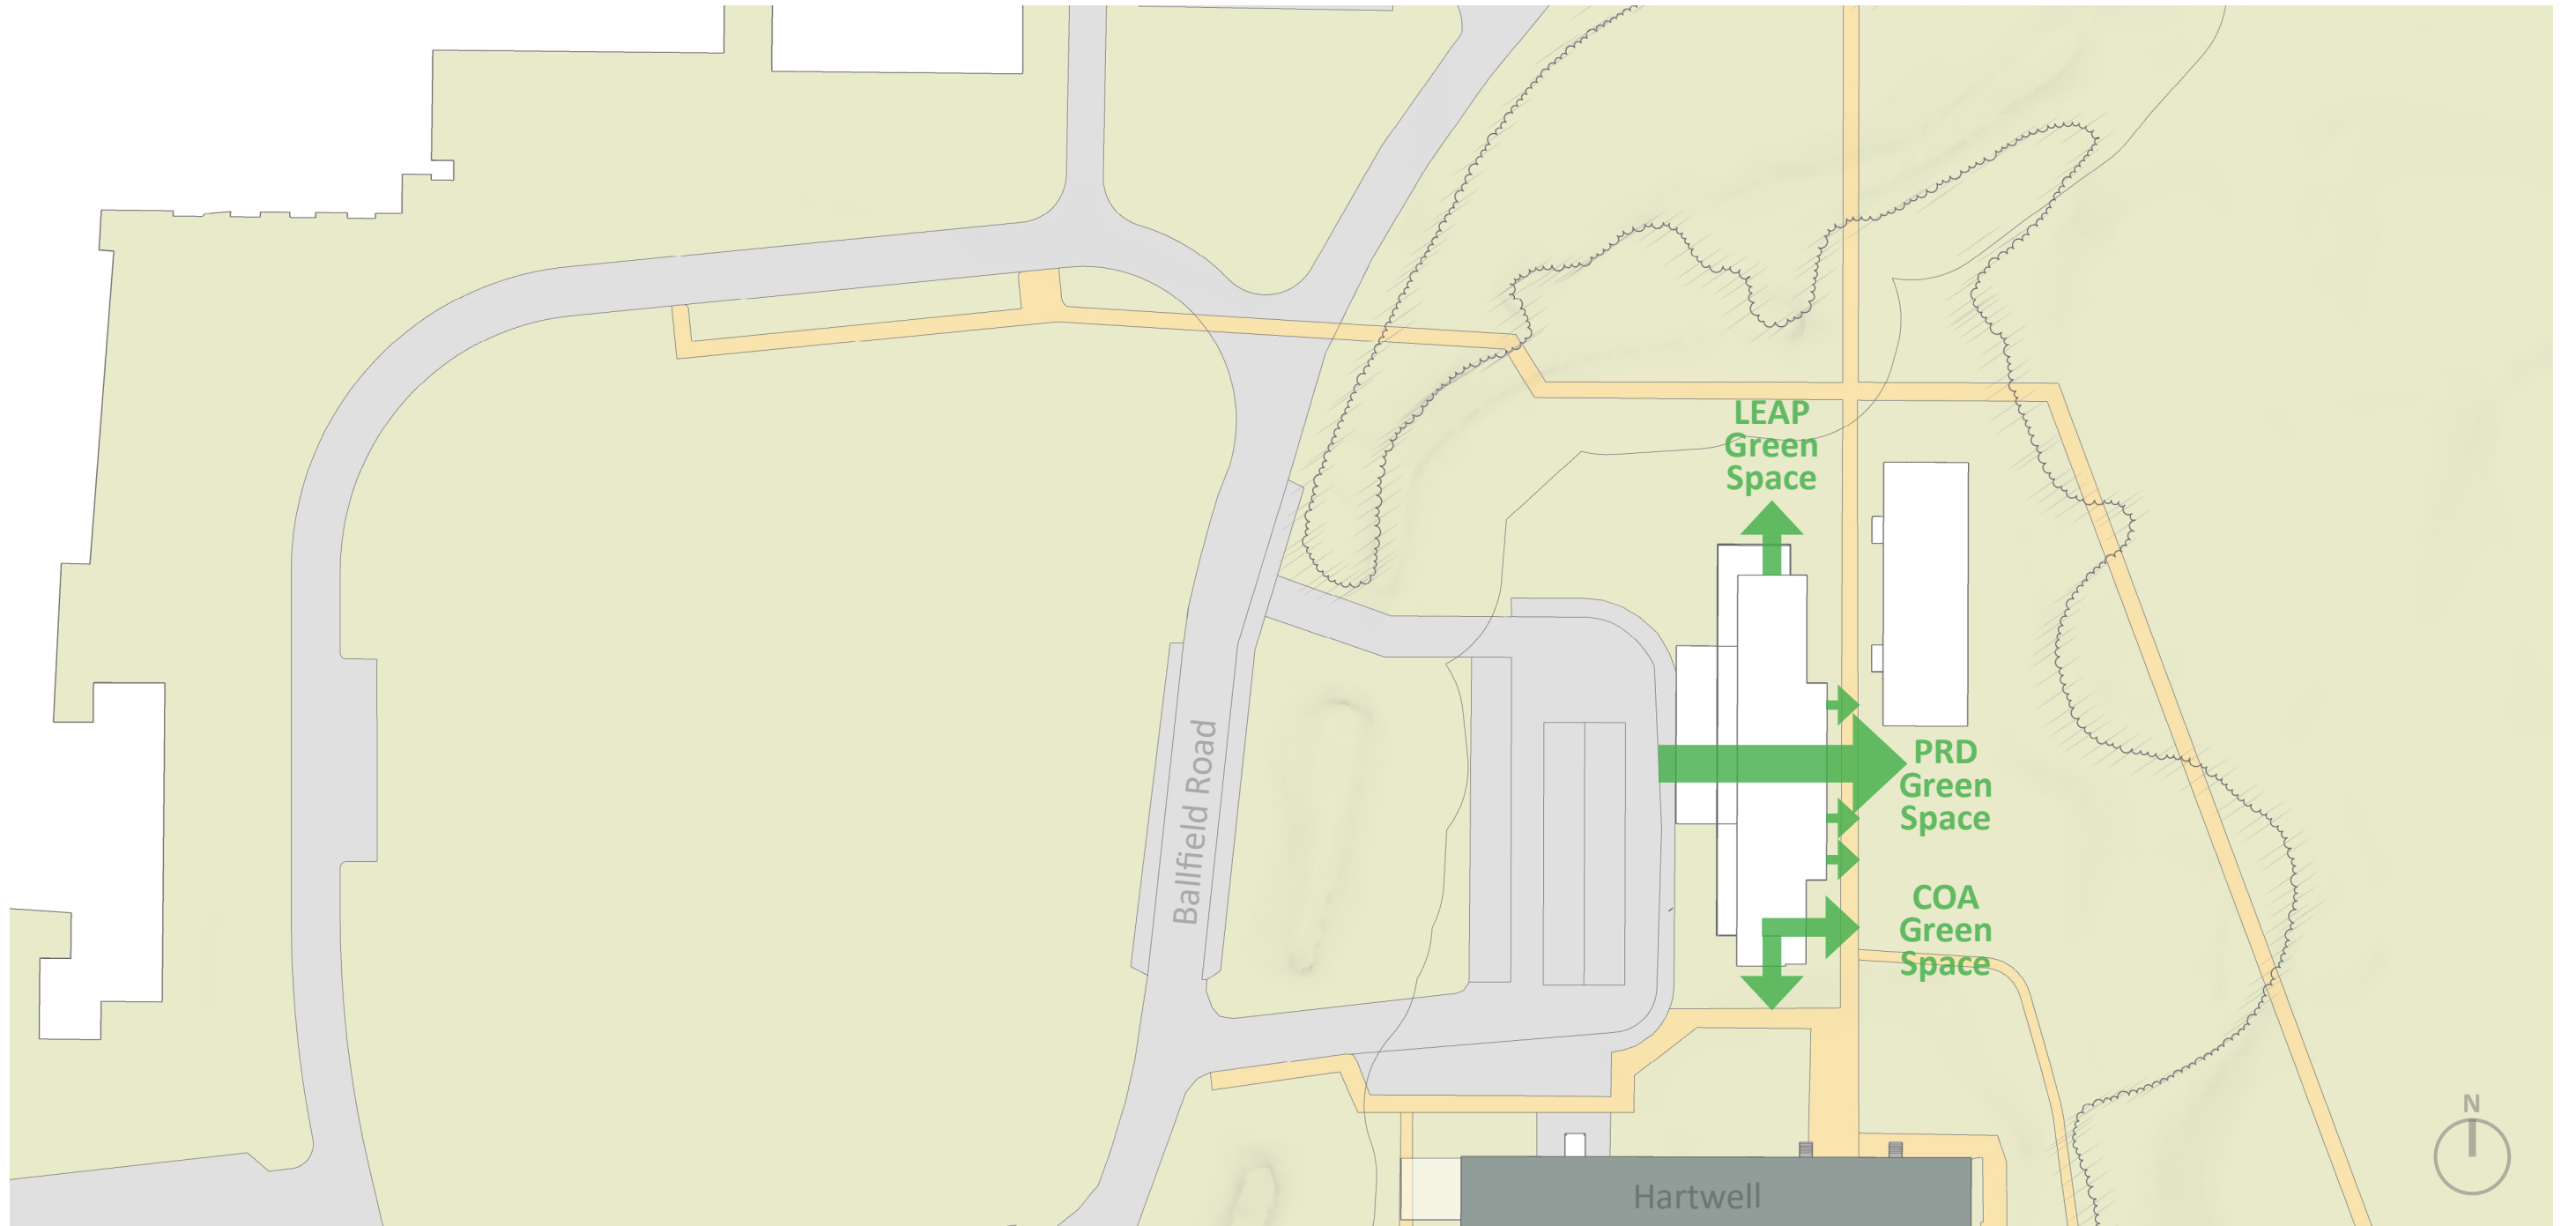 LEAP
Green
Space
PRD
Green
Space
Ballfield Road
COA
Green
Space
N
Hartwell